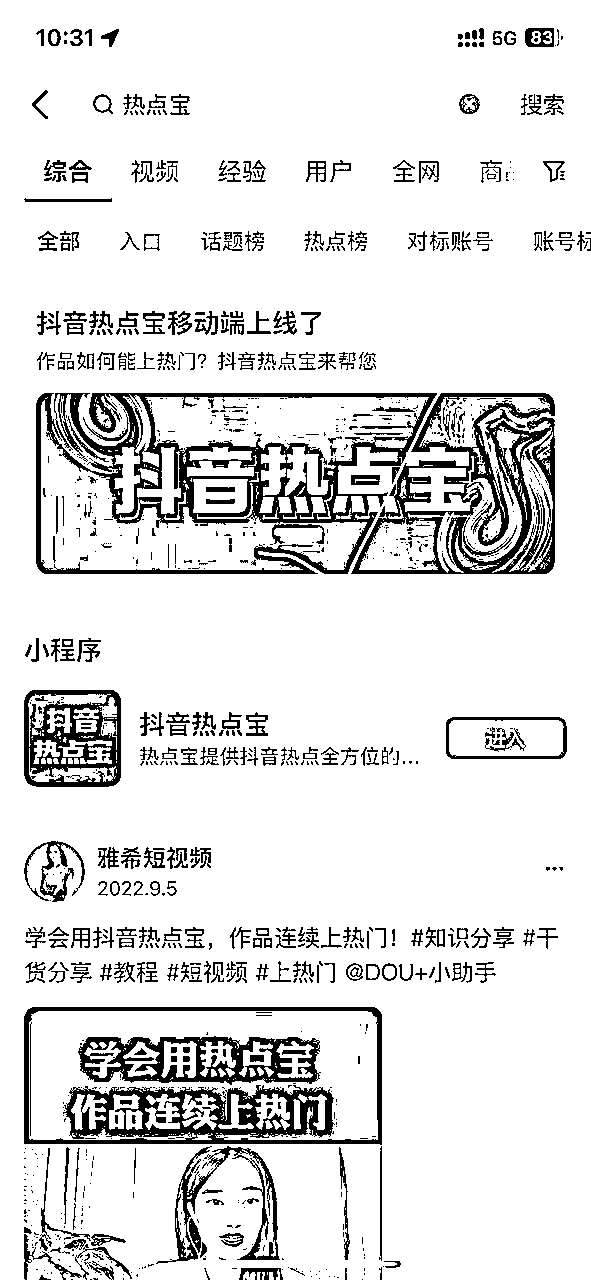 10:31 5G 83
热点宝 搜索
综合 视频 经验 用户 全网 商
全部 入口 话题榜 热点榜 对标账号 账号标
抖音热点宝移动端上线了
作品如何能上热门？抖音热点宝来帮您
抖音热点宝
小程序
抖音
热点宝
抖音热点宝
热点宝提供抖音热点全方位的...
进入
雅希短视频
2022.9.5
学会用抖音热点宝，作品连续上热门！#知识分享 #干
货分享 #教程 #短视频 #上热门 @DOU+小助手
学会用热点宝
作品连续上热门